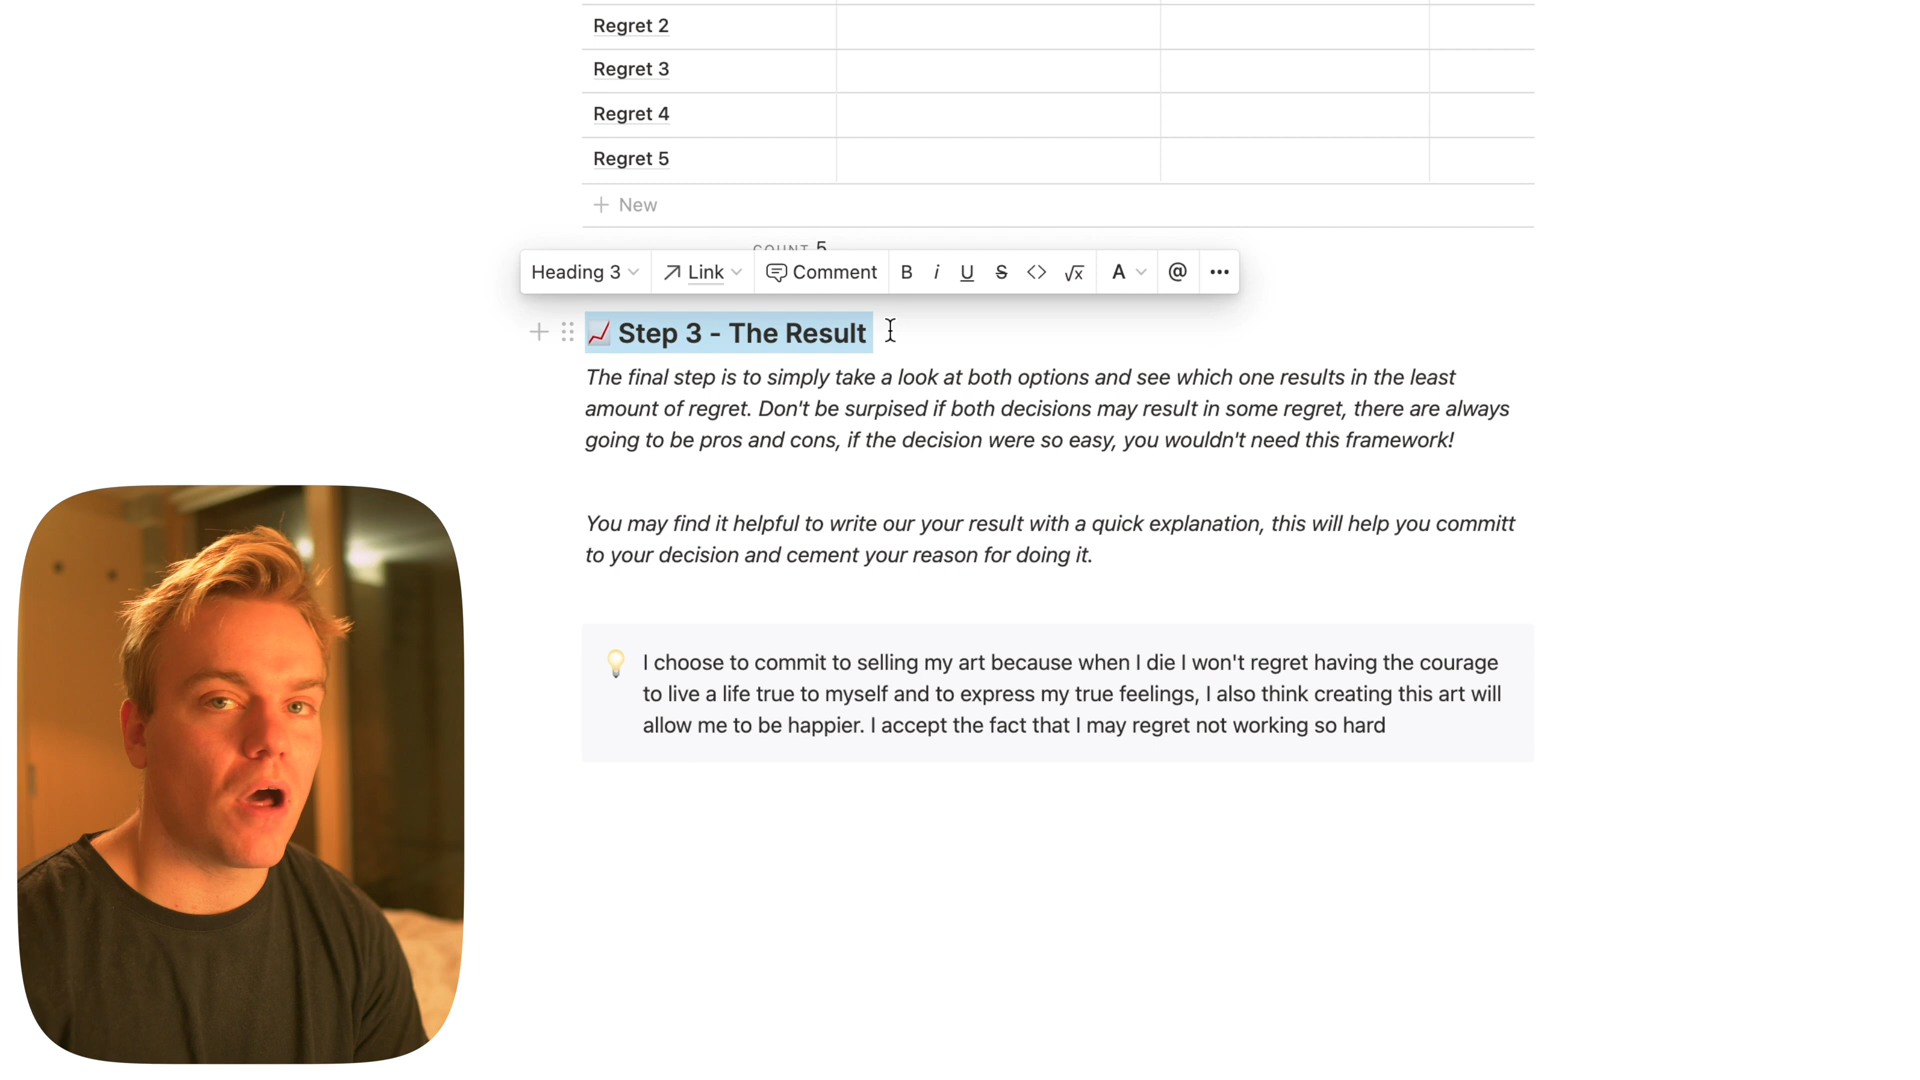 Regret 2
Regret 3
Regret 4
Regret 5
+ New
COUNT 5
Heading 3 Link Comment B i U S <> √x A @ •••
📈 Step 3 - The Result
The final step is to simply take a look at both options and see which one results in the least
amount of regret. Don't be surpised if both decisions may result in some regret, there are always
going to be pros and cons, if the decision were so easy, you wouldn't need this framework!
You may find it helpful to write our your result with a quick explanation, this will help you committ
to your decision and cement your reason for doing it.
I choose to commit to selling my art because when I die I won't regret having the courage
to live a life true to myself and to express my true feelings, I also think creating this art will
allow me to be happier. I accept the fact that I may regret not working so hard